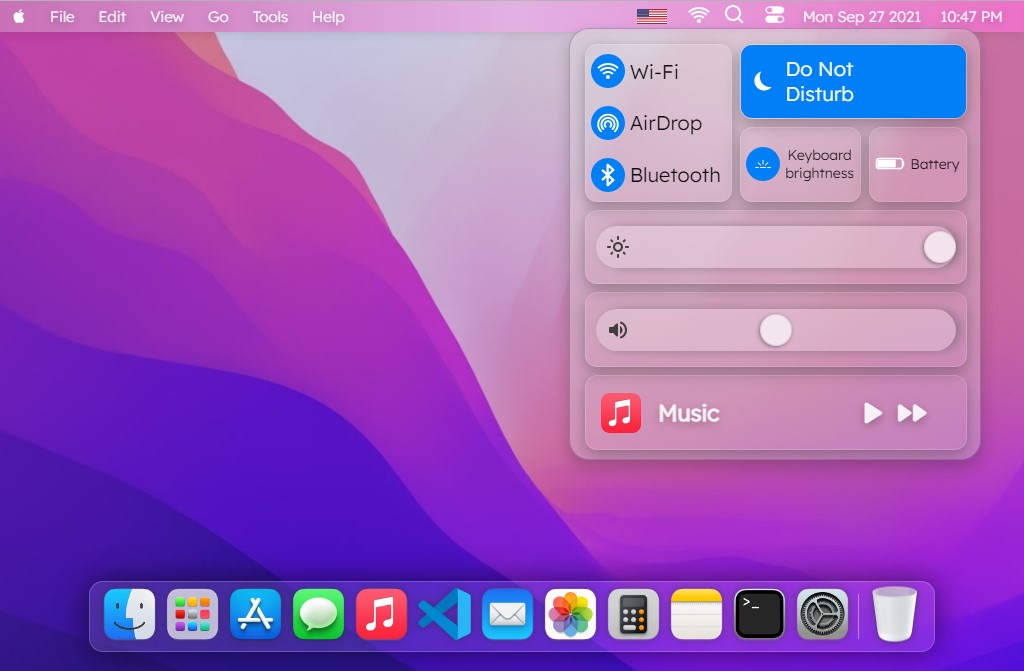 File Edit View Go Tools Help Mon Sep 27 2021 10:47 PM
Wi-Fi
AirDrop
Bluetooth
Do Not
Disturb
Keyboard
brightness
Battery
Music
>_